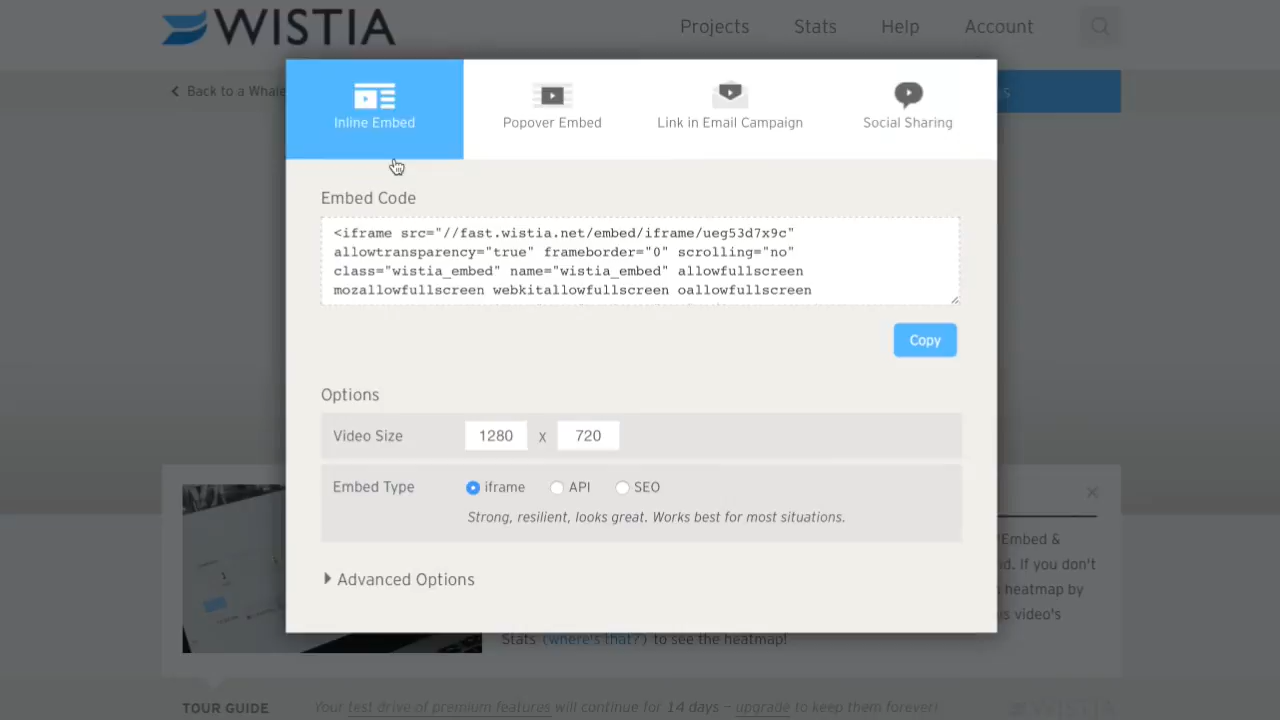 WISTIA
Projects Stats Help Account
Back to a Whale
Inline Embed
Popover Embed
Link in Email Campaign
Social Sharing
Embed Code
<iframe src="//fast.wistia.net/embed/iframe/ueg53d7x9c"
allowtransparency="true" frameborder="0" scrolling="no"
class="wistia_embed" name="wistia_embed" allowfullscreen
mozallowfullscreen webkitallowfullscreen oallowfullscreen
Copy
Options
Video Size 1280 x 720
Embed Type iframe API SEO
Strong, resilient, looks great. Works best for most situations.
Advanced Options
Embed &
id. If you don't
heatmap by
is video's
Stats (where's that?) to see the heatmap!
TOUR GUIDE
Your test drive of premium features will continue for 14 days – upgrade to keep them forever!
WISTIA